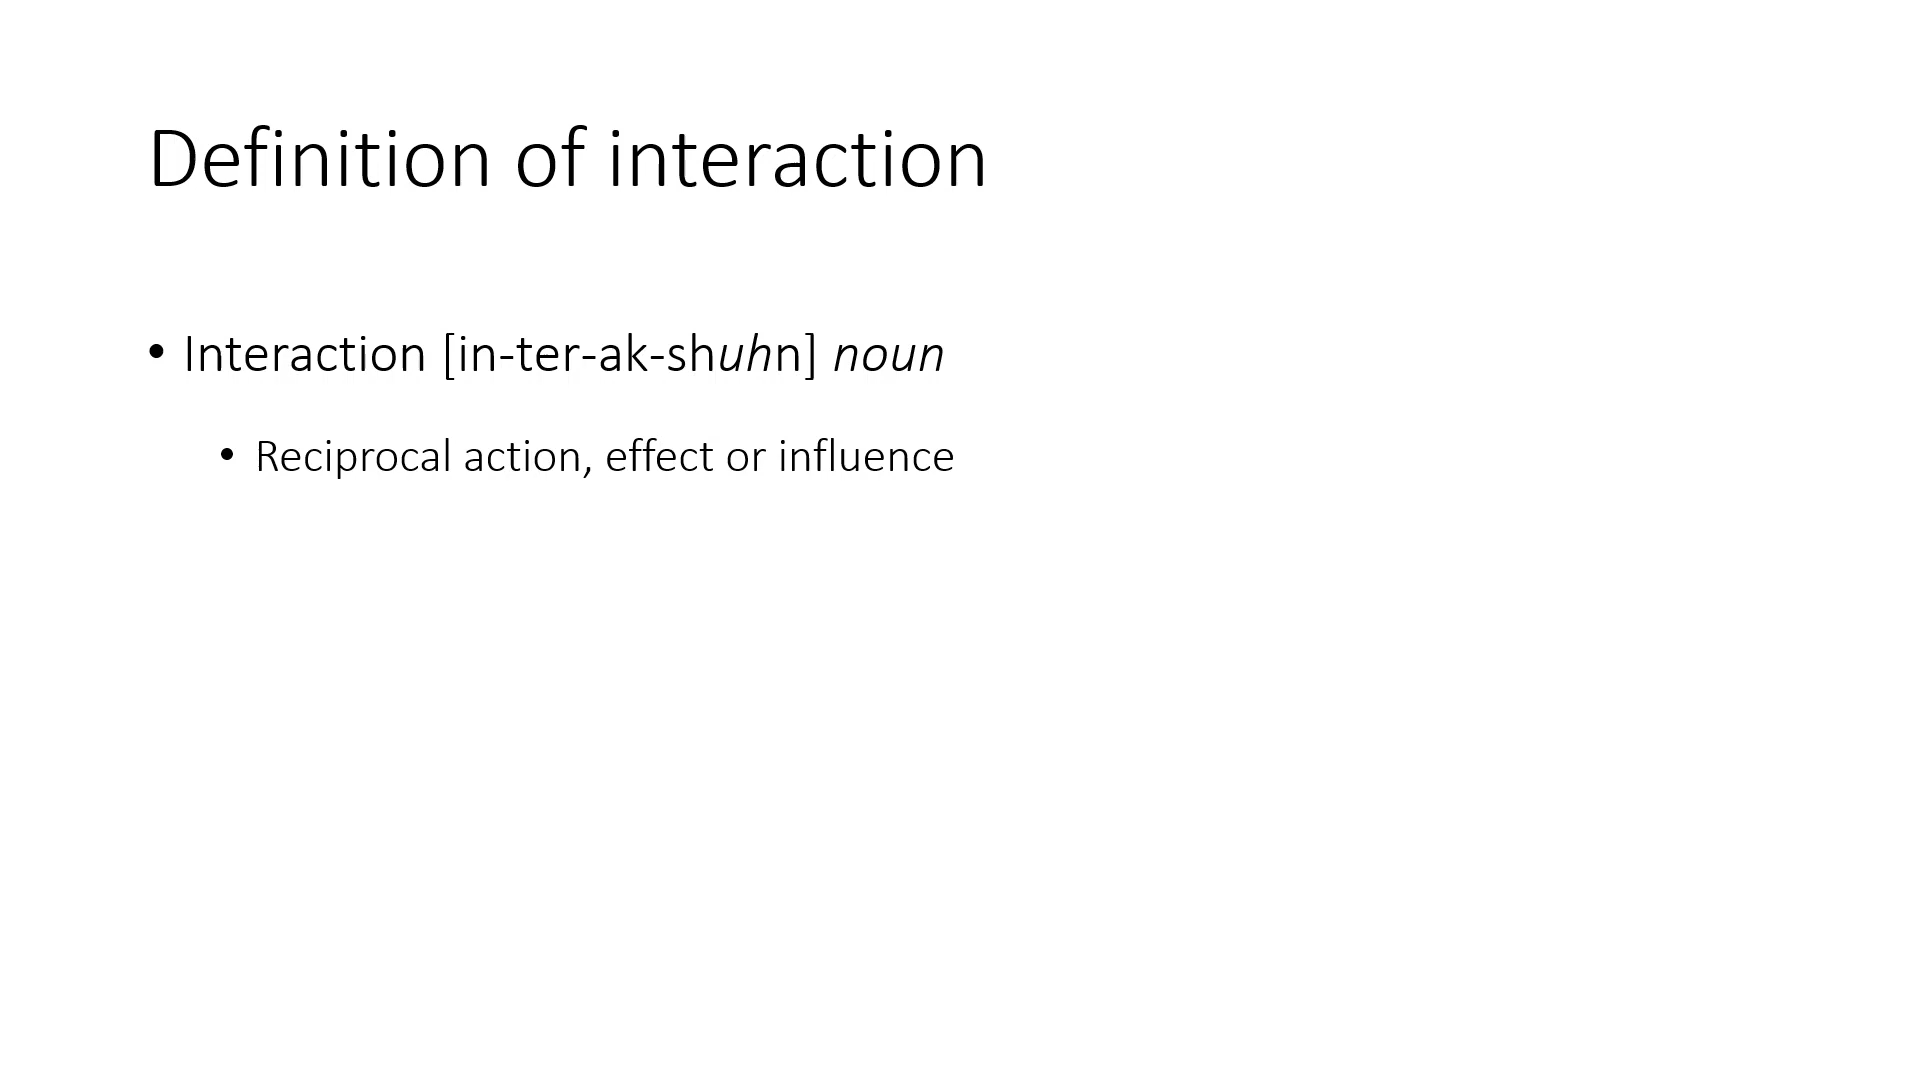 Definition of interaction
• Interaction [in-ter-ak-shuhn] noun
• Reciprocal action, effect or influence